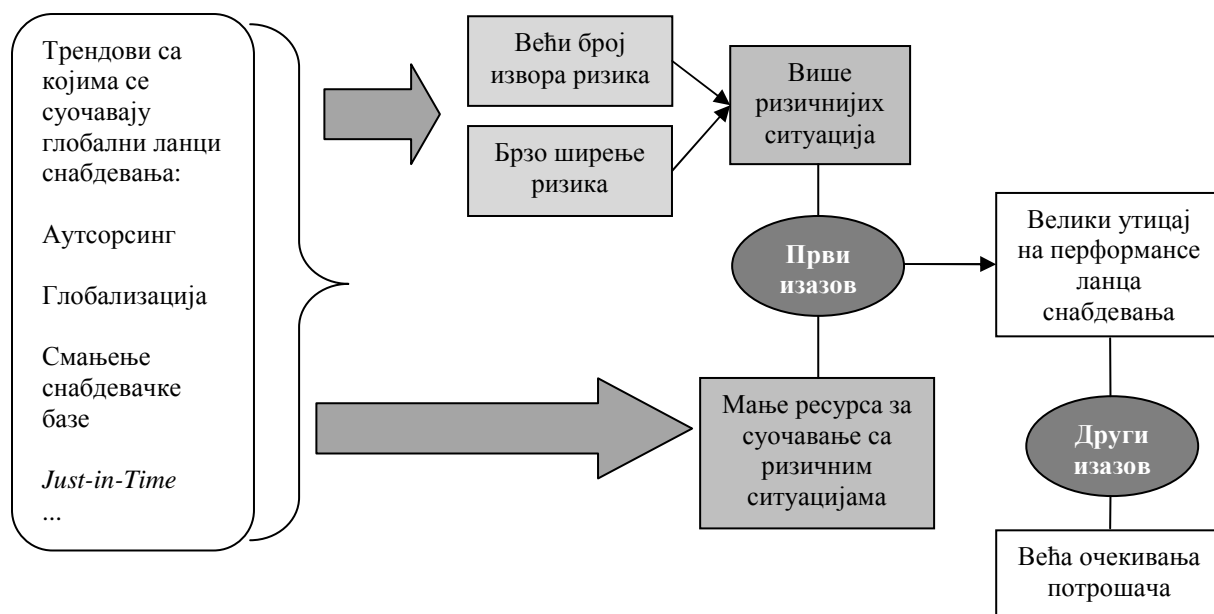 Трендови са
којима се
суочавају
глобални ланци
снабдевања:
Аутсорсинг
Глобализација
Смањење
снабдевачке
базе
Just-in-Time
...
Већи број
извора ризика
Брзо ширење
ризика
Више
ризичнијих
ситуација
Први
изазов
Мање ресурса за
суочавање са
ризичним
ситуацијама
Велики утицај
на перформансе
ланца
снабдевања
Други
изазов
Већа очекивања
потрошача